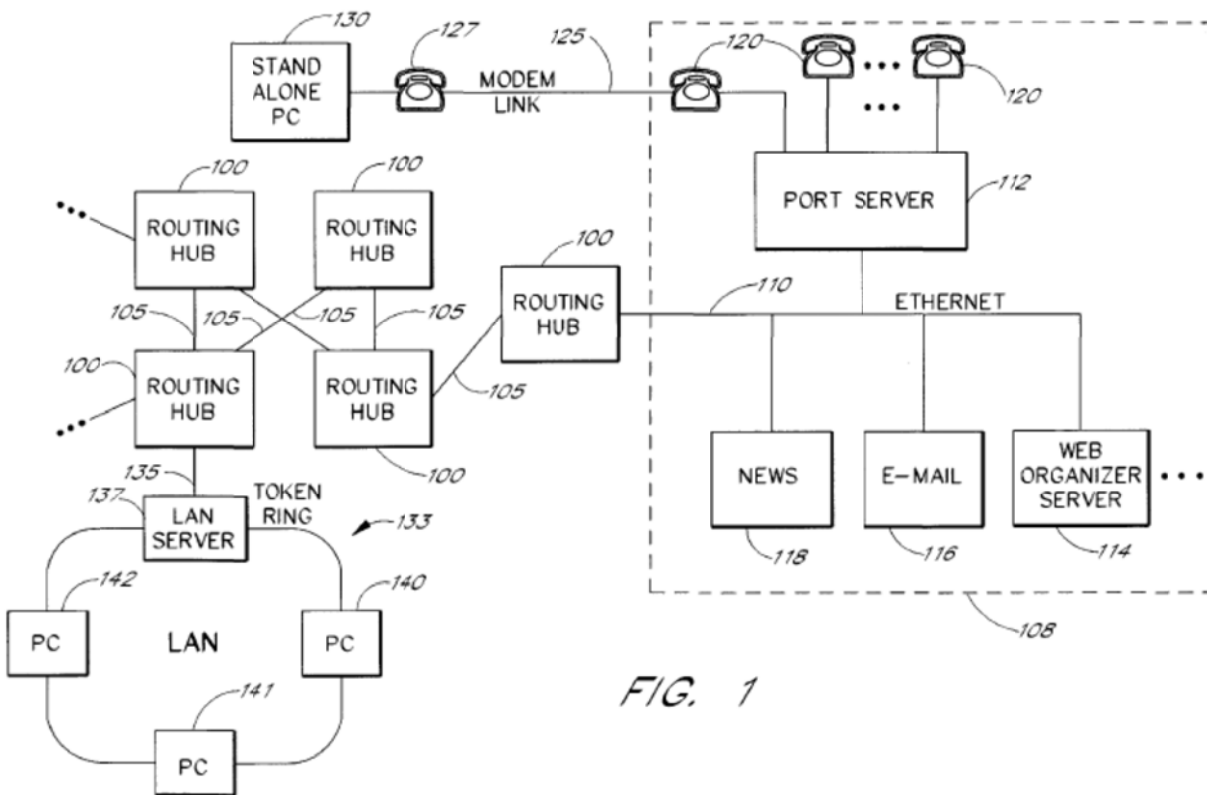 130
STAND
ALONE
PC
127
MODEM
LINK
125
120
120
120
PORT SERVER
112
100
ROUTING
HUB
100
ROUTING
HUB
100
ROUTING
HUB
105
105
105
105
105
100
ROUTING
HUB
ROUTING
HUB
100
110
ETHERNET
NEWS
118
E-MAIL
116
WEB
ORGANIZER
SERVER
114
108
135
137
LAN
SERVER
TOKEN
RING
133
142
PC
LAN
140
PC
141
PC
FIG. 1